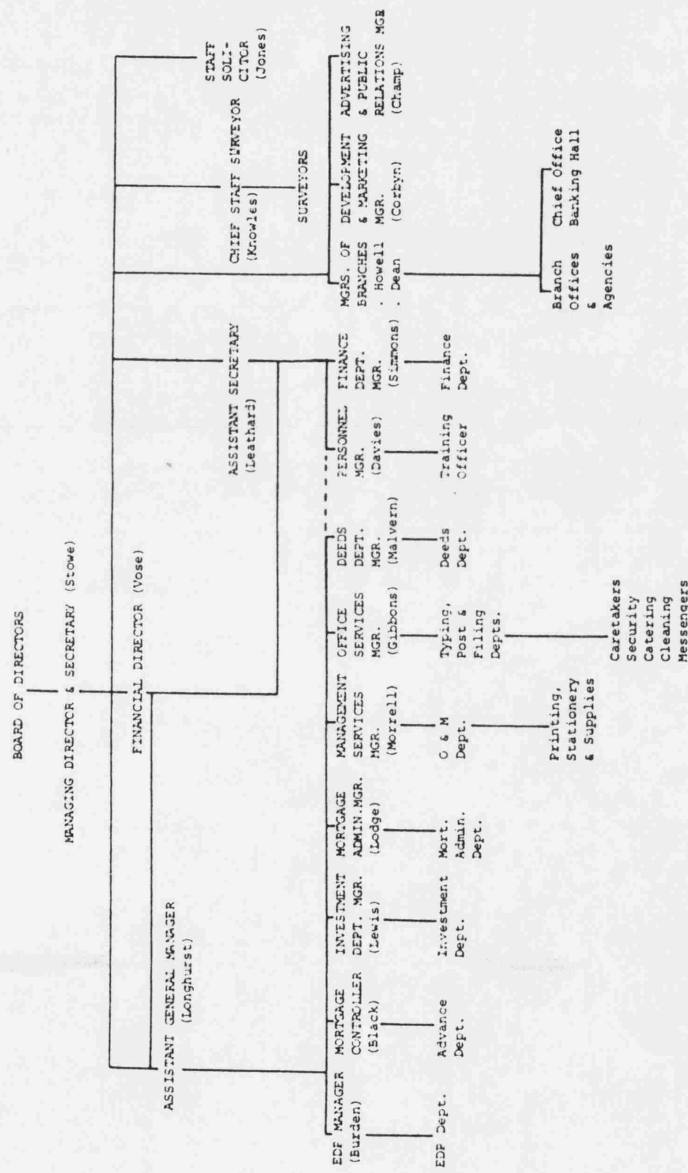 BOARD OF DIRECTORS
MANAGING DIRECTOR & SECRETARY (Stowe)
FINANCIAL DIRECTOR (Vose)
ASSISTANT GENERAL MANAGER
(Longhurst)
ASSISTANT SECRETARY
(Leathard)
CHIEF STAFF SURVEYOR
(Knowles)
SURVEYORS
STAFF
SOLI-
CITOR
(Jones)
EDP MANAGER
(Burden)
EDP Dept.
MORTGAGE
CONTROLLER
(Slack)
Advance
Dept.
INVESTMENT
DEPT. MGR.
(Lewis)
Investment
Dept.
MORTGAGE
ADMIN.MGR.
(Lodge)
Mort.
Admin.
Dept.
MANAGEMENT
SERVICES
MGR.
(Morrell)
O & M
Dept.
Printing,
Stationery
& Supplies
OFFICE
SERVICES
MGR.
(Gibbons)
Typing,
Post &
Filing
Depts.
Caretakers
Security
Catering
Cleaning
Messengers
DEEDS
DEPT.
MGR.
(Malvern)
Deeds
Dept.
PERSONNEL
MGR.
(Davies)
Training
Officer
FINANCE
DEPT.
MGR.
(Simmons)
Finance
Dept.
MGRS. OF
BRANCHES
. Howell
. Dean
Branch
Offices
&
Agencies
Chief Office
Banking Hall
DEVELOPMENT
& MARKETING
MGR.
(Corbyn)
ADVERTISING
& PUBLIC
RELATIONS MGR
(Champ)